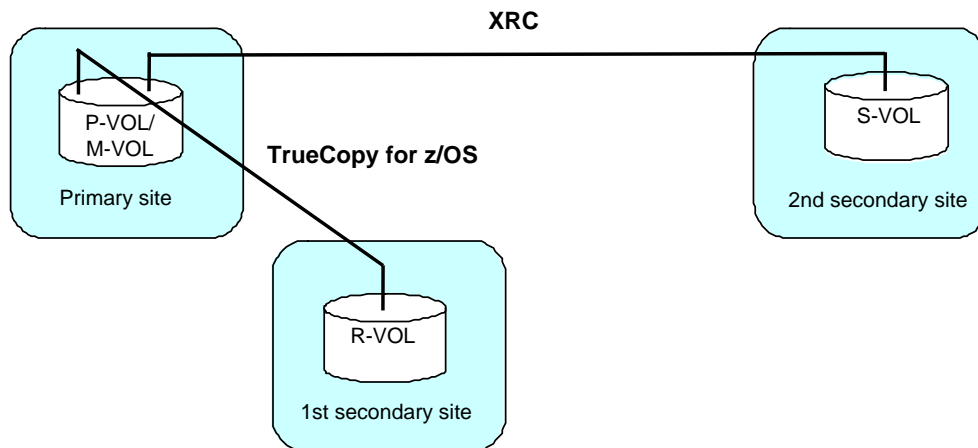 XRC
P-VOL/
M-VOL
Primary site
TrueCopy for z/OS
S-VOL
2nd secondary site
R-VOL
1st secondary site